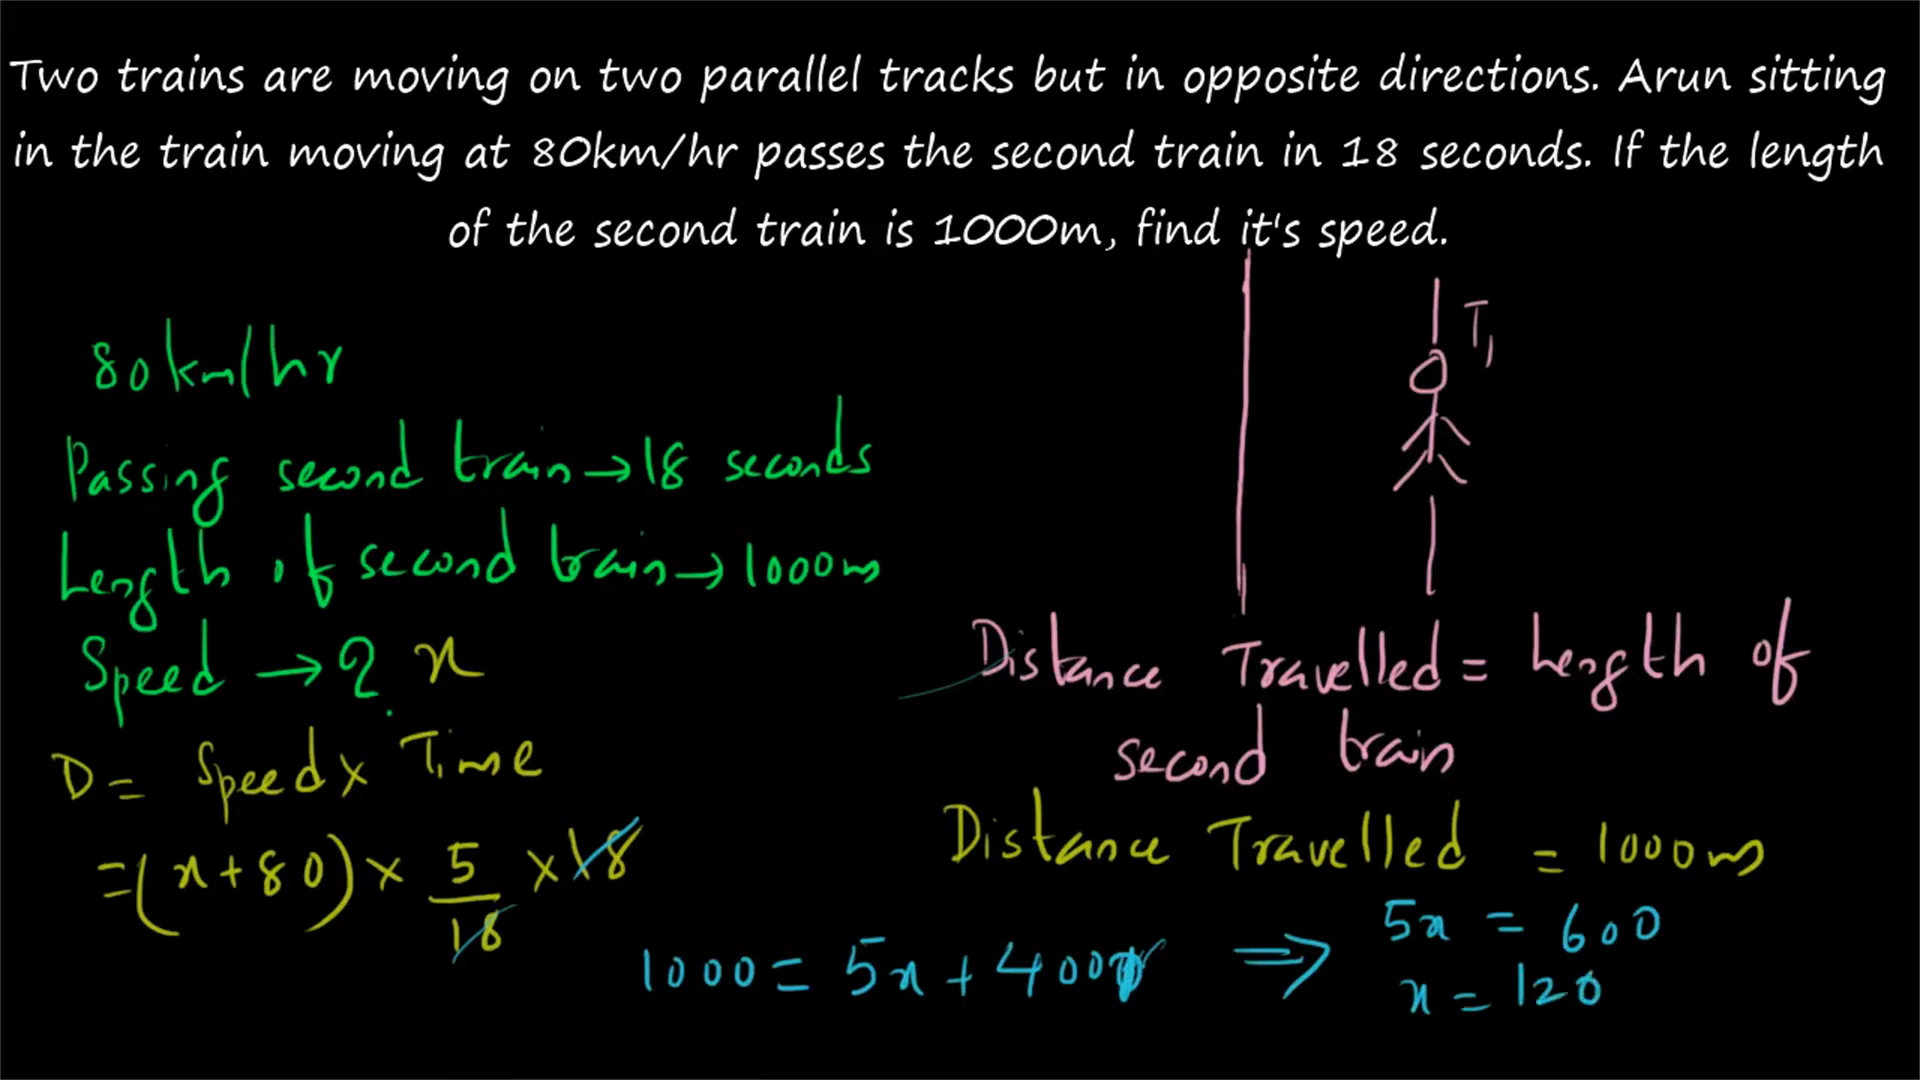 Two trains are moving on two parallel tracks but in opposite directions. Arun sitting
in the train moving at 80km/hr passes the second train in 18 seconds. If the length
of the second train is 1000m, find it's speed.
80km/hr
Passing second train→18 seconds
Length of second train→1000m
Speed → ? x
D = Speed x Time
=(x+80) × 5/18 ×18
T1
Distance Travelled = Length of
second train
Distance Travelled = 1000m
1000 = 5x + 400 ⇒ 5x = 600
x = 120